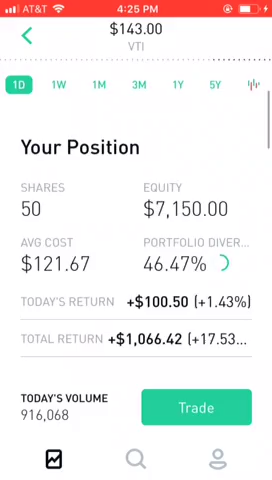 AT&T 4:25 PM
$143.00
VTI
1D 1W 1M 3M 1Y 5Y
Your Position
SHARES EQUITY
50 $7,150.00
AVG COST PORTFOLIO DIVER...
$121.67 46.47%
TODAY'S RETURN +$100.50 (+1.43%)
TOTAL RETURN +$1,066.42 (+17.53...
TODAY'S VOLUME
916,068
Trade